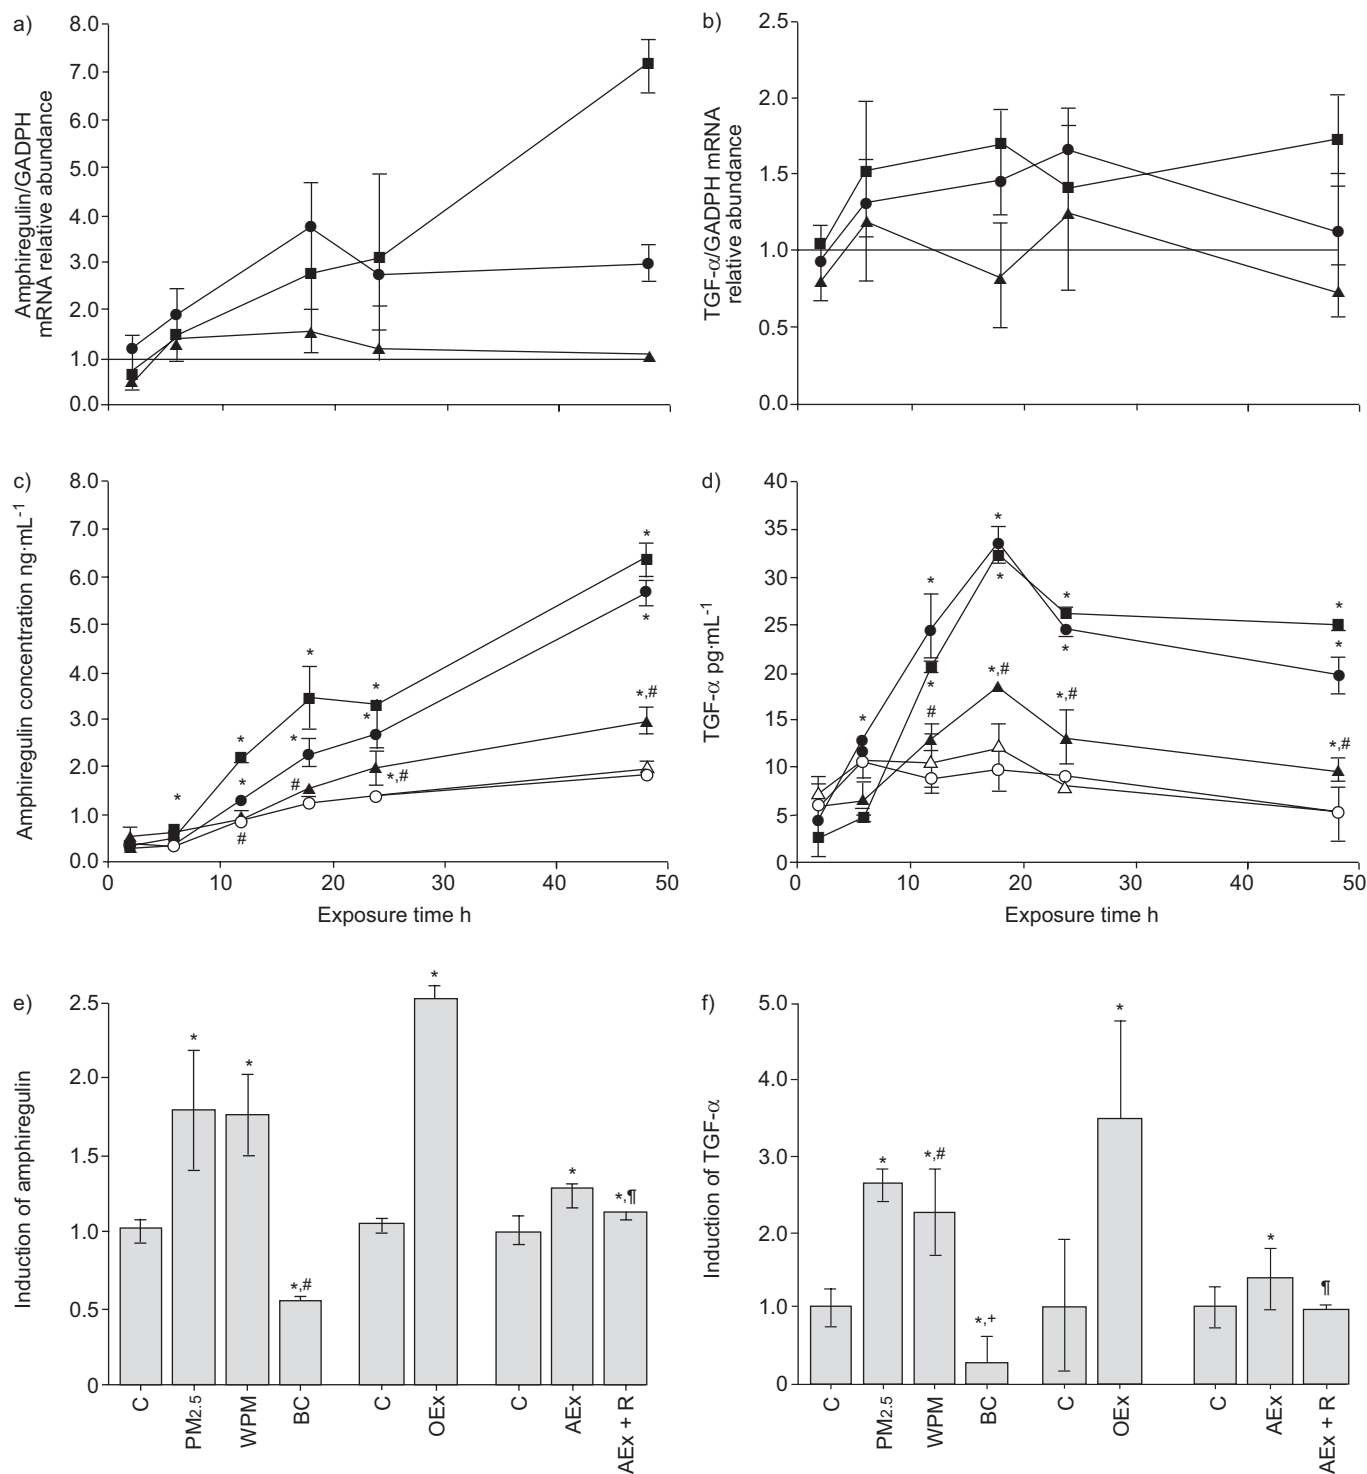 a)
8.0
7.0
6.0
5.0
4.0
3.0
2.0
1.0
0.0
Amphiregulin/GADPH
mRNA relative abundance
b)
2.5
2.0
1.5
1.0
0.5
0.0
TGF-α/GADPH mRNA
relative abundance
c)
8.0
7.0
6.0
5.0
4.0
3.0
2.0
1.0
0.0
Amphiregulin concentration ng·mL⁻¹
* * * * * * * * *
# # *,# *,#
0 10 20 30 40 50
Exposure time h
d)
40
35
30
25
20
15
10
5
0
TGF-α pg·mL⁻¹
* * * * * * * * *
# *,# *,# *,#
0 10 20 30 40 50
Exposure time h
e)
2.5
2.0
1.5
1.0
0.5
0
Induction of amphiregulin
* * *,# * * *,¶
C PM2.5 WPM BC C OEx C AEx AEx + R
f)
5.0
4.0
3.0
2.0
1.0
0
Induction of TGF-α
* *,# *,+ * * ¶
C PM2.5 WPM BC C OEx C AEx AEx + R